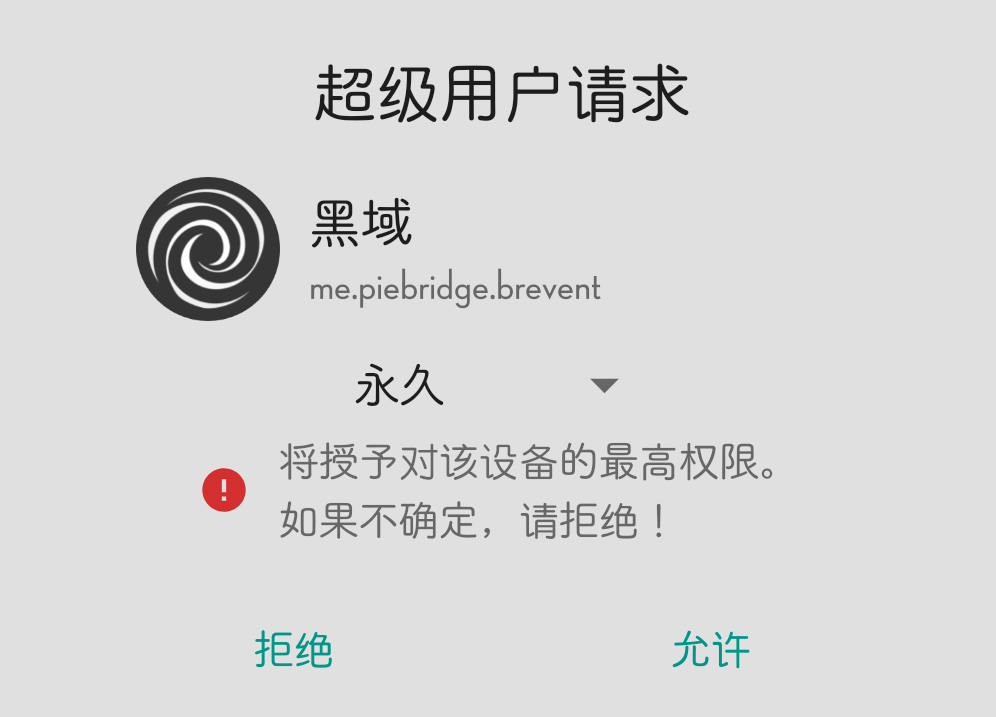 超级用户请求
黑域
me.piebridge.brevent
永久
将授予对该设备的最高权限。
如果不确定，请拒绝！
拒绝
允许